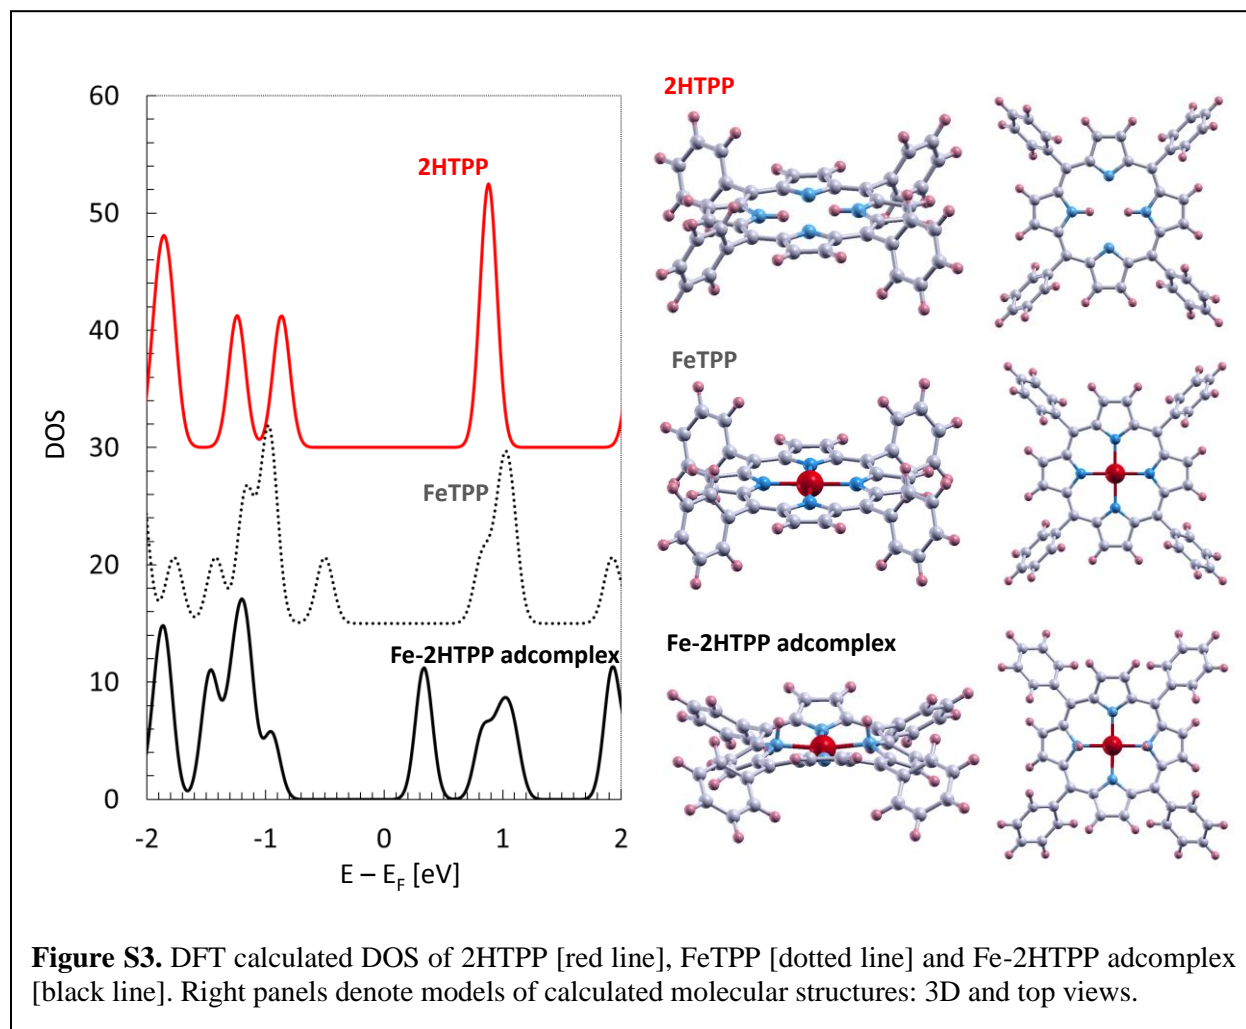 2HTPP
60
50
40
30
20
10
0
DOS
2HTPP
FeTPP
Fe-2HTPP adcomplex
-2
-1
0
1
2
E – E_F [eV]
FeTPP
Fe-2HTPP adcomplex
Figure S3. DFT calculated DOS of 2HTPP [red line], FeTPP [dotted line] and Fe-2HTPP adcomplex
[black line]. Right panels denote models of calculated molecular structures: 3D and top views.